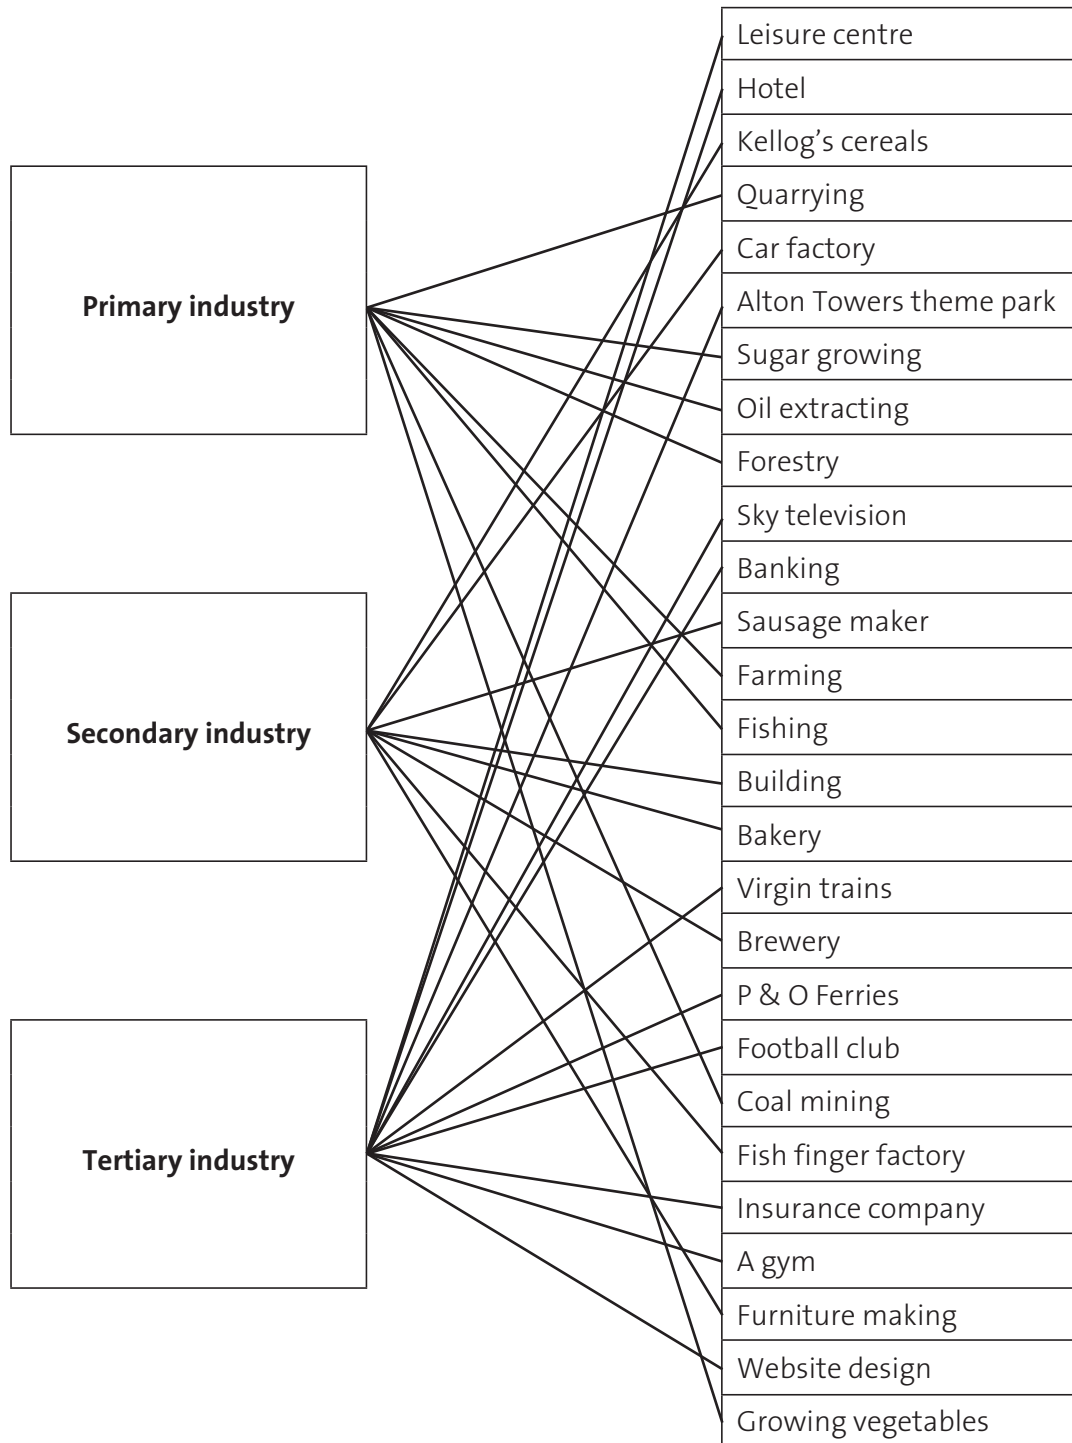 Primary industry
Secondary industry
Tertiary industry
Leisure centre
Hotel
Kellog’s cereals
Quarrying
Car factory
Alton Towers theme park
Sugar growing
Oil extracting
Forestry
Sky television
Banking
Sausage maker
Farming
Fishing
Building
Bakery
Virgin trains
Brewery
P & O Ferries
Football club
Coal mining
Fish finger factory
Insurance company
A gym
Furniture making
Website design
Growing vegetables